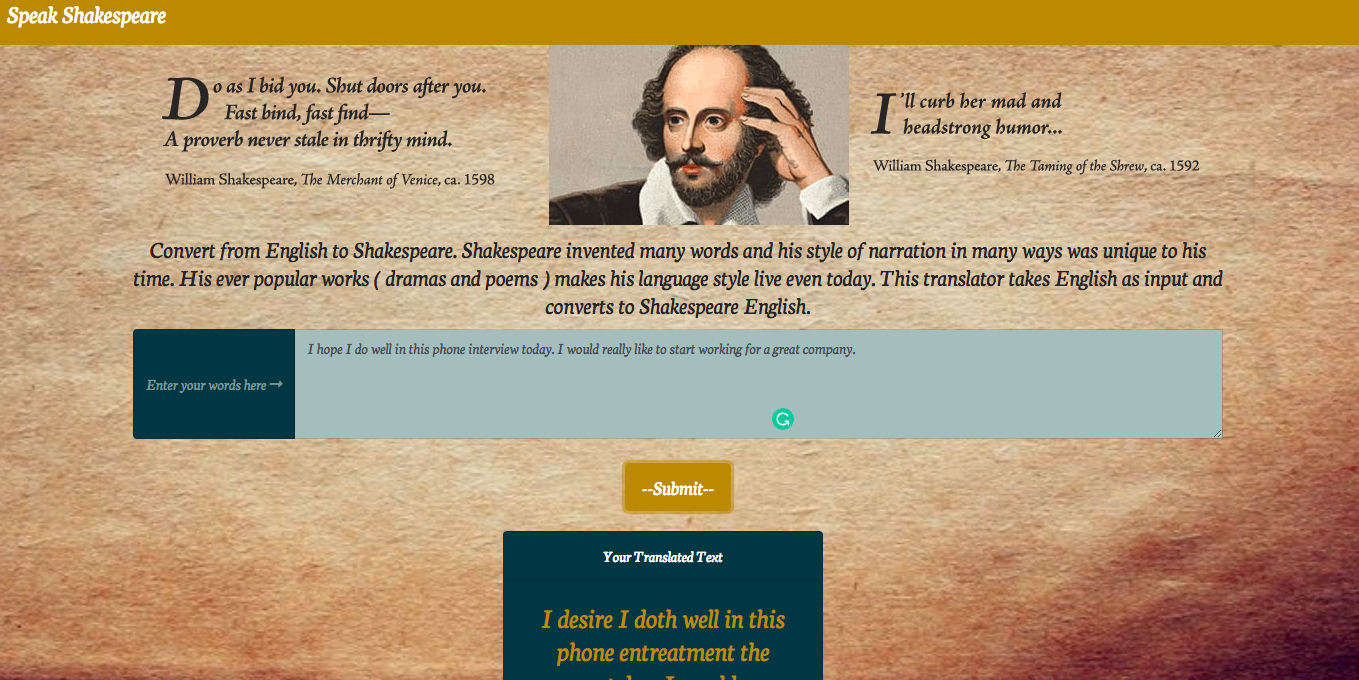 Speak Shakespeare
Do as I bid you. Shut doors after you.
Fast bind, fast find—
A proverb never stale in thrifty mind.
William Shakespeare, The Merchant of Venice, ca. 1598
I'll curb her mad and
headstrong humor...
William Shakespeare, The Taming of the Shrew, ca. 1592
Convert from English to Shakespeare. Shakespeare invented many words and his style of narration in many ways was unique to his
time. His ever popular works ( dramas and poems ) makes his language style live even today. This translator takes English as input and
converts to Shakespeare English.
Enter your words here →
I hope I do well in this phone interview today. I would really like to start working for a great company.
--Submit--
Your Translated Text
I desire I doth well in this
phone entreatment the